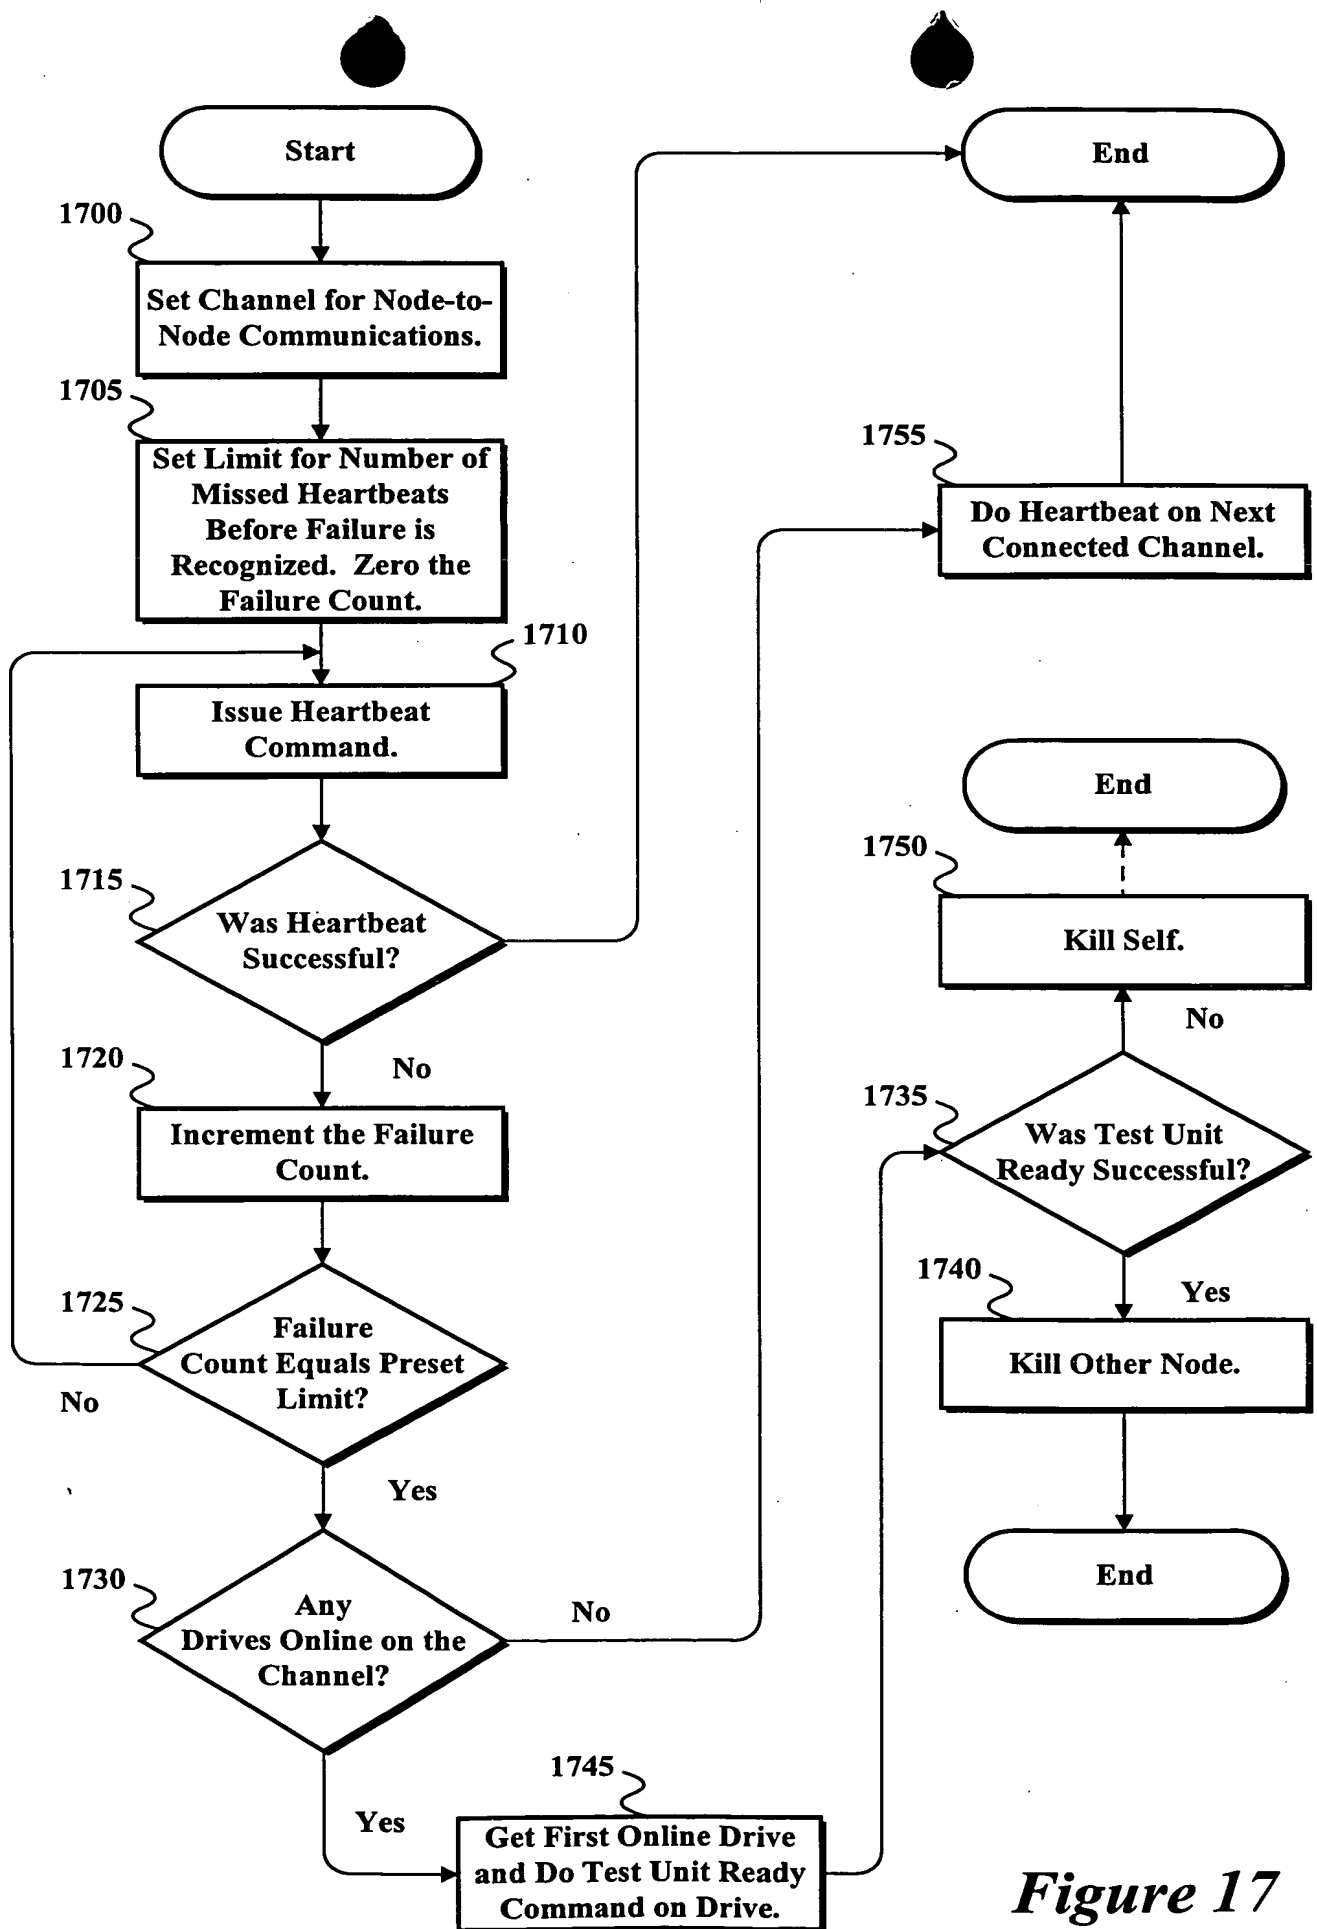 Start
1700
Set Channel for Node-to-
Node Communications.
1705
Set Limit for Number of
Missed Heartbeats
Before Failure is
Recognized. Zero the
Failure Count.
1710
Issue Heartbeat
Command.
1715
Was Heartbeat
Successful?
No
1720
Increment the Failure
Count.
1725
Failure
Count Equals Preset
Limit?
No
Yes
1730
Any
Drives Online on the
Channel?
No
Yes
1745
Get First Online Drive
and Do Test Unit Ready
Command on Drive.
End
1755
Do Heartbeat on Next
Connected Channel.
End
1750
Kill Self.
No
1735
Was Test Unit
Ready Successful?
1740
Yes
Kill Other Node.
End
Figure 17